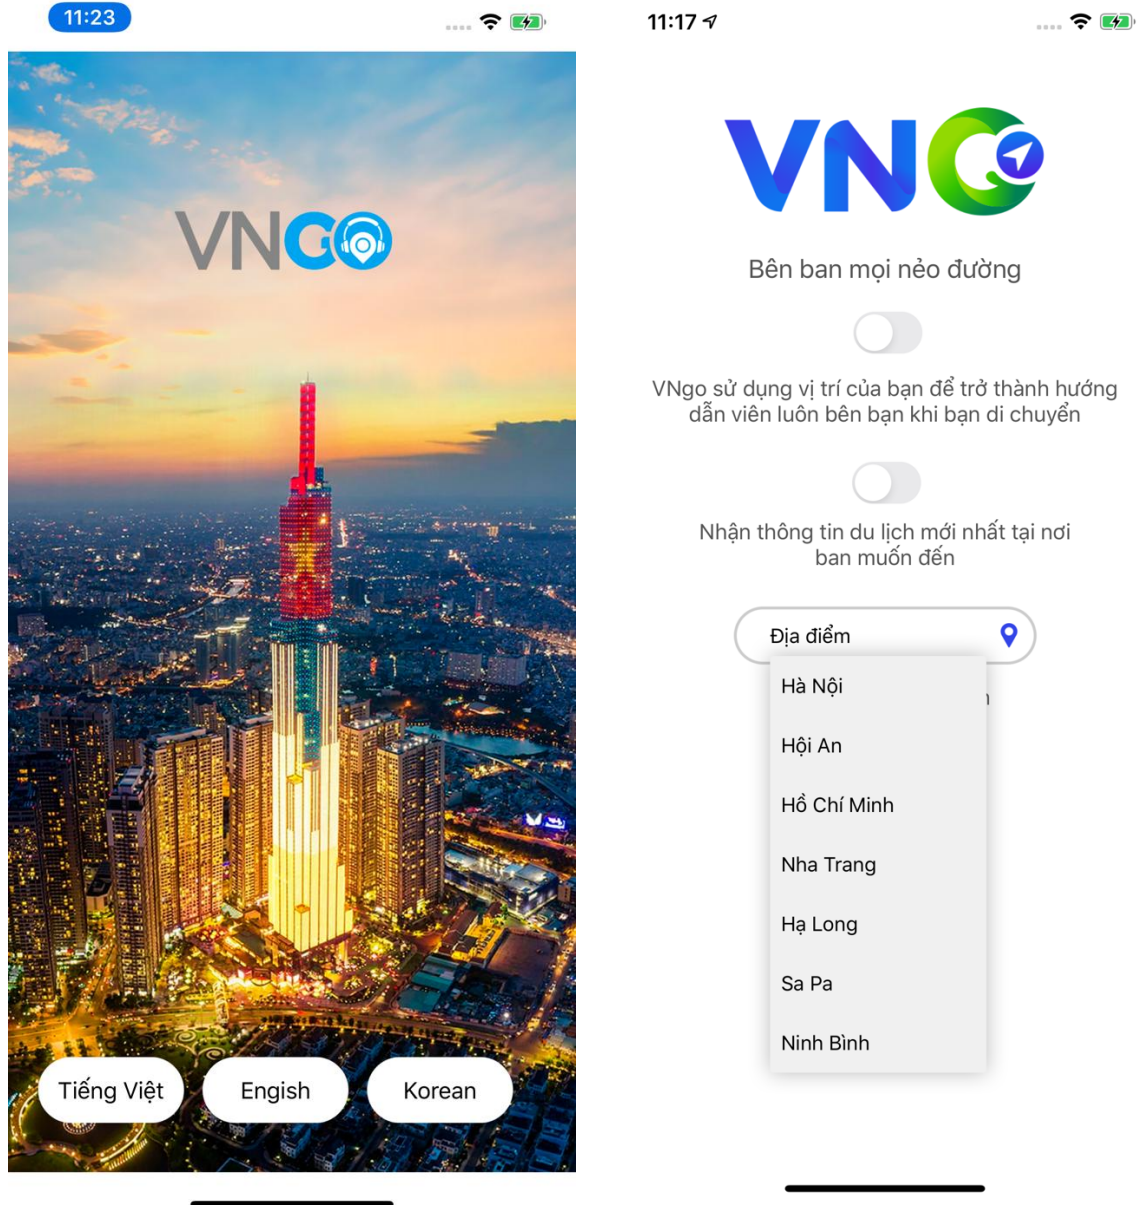 11:23
VNGO
Tiếng Việt
Engish
Korean
11:17
VNGO
Bên ban mọi nẻo đường
VNgo sử dụng vị trí của bạn để trở thành hướng
dẫn viên luôn bên bạn khi bạn di chuyển
Nhận thông tin du lịch mới nhất tại nơi
ban muốn đến
Địa điểm
Hà Nội
Hội An
Hồ Chí Minh
Nha Trang
Hạ Long
Sa Pa
Ninh Bình